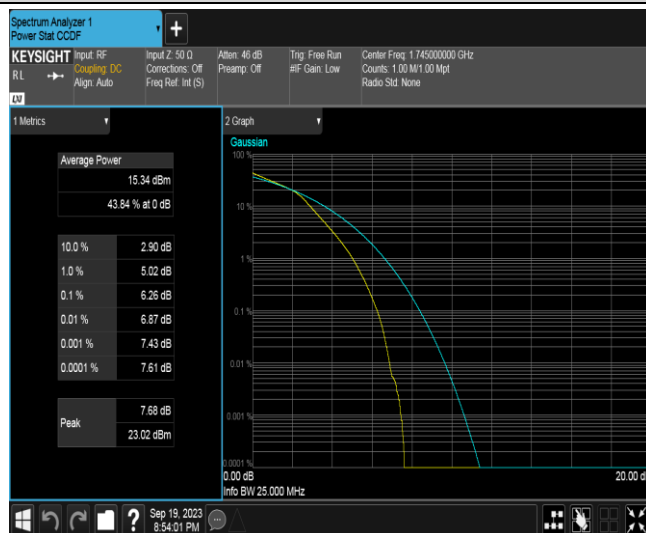 Spectrum Analyzer 1
Power Stat CCDF
KEYSIGHT
RL
LXI
Input: RF
Coupling: DC
Align: Auto
Input Z: 50 Ω
Corrections: Off
Freq Ref: Int (S)
Atten: 46 dB
Preamp: Off
Trig: Free Run
#IF Gain: Low
Center Freq: 1.745000000 GHz
Counts: 1.00 M/1.00 Mpt
Radio Std: None
1 Metrics
Average Power
15.34 dBm
43.84 % at 0 dB
10.0 % 2.90 dB
1.0 % 5.02 dB
0.1 % 6.26 dB
0.01 % 6.87 dB
0.001 % 7.43 dB
0.0001 % 7.61 dB
Peak 7.68 dB
23.02 dBm
2 Graph
Gaussian
100 %
10 %
1 %
0.1 %
0.01 %
0.001 %
0.0001 %
0.00 dB 20.00 d
Info BW 25.000 MHz
? Sep 19, 2023
8:54:01 PM